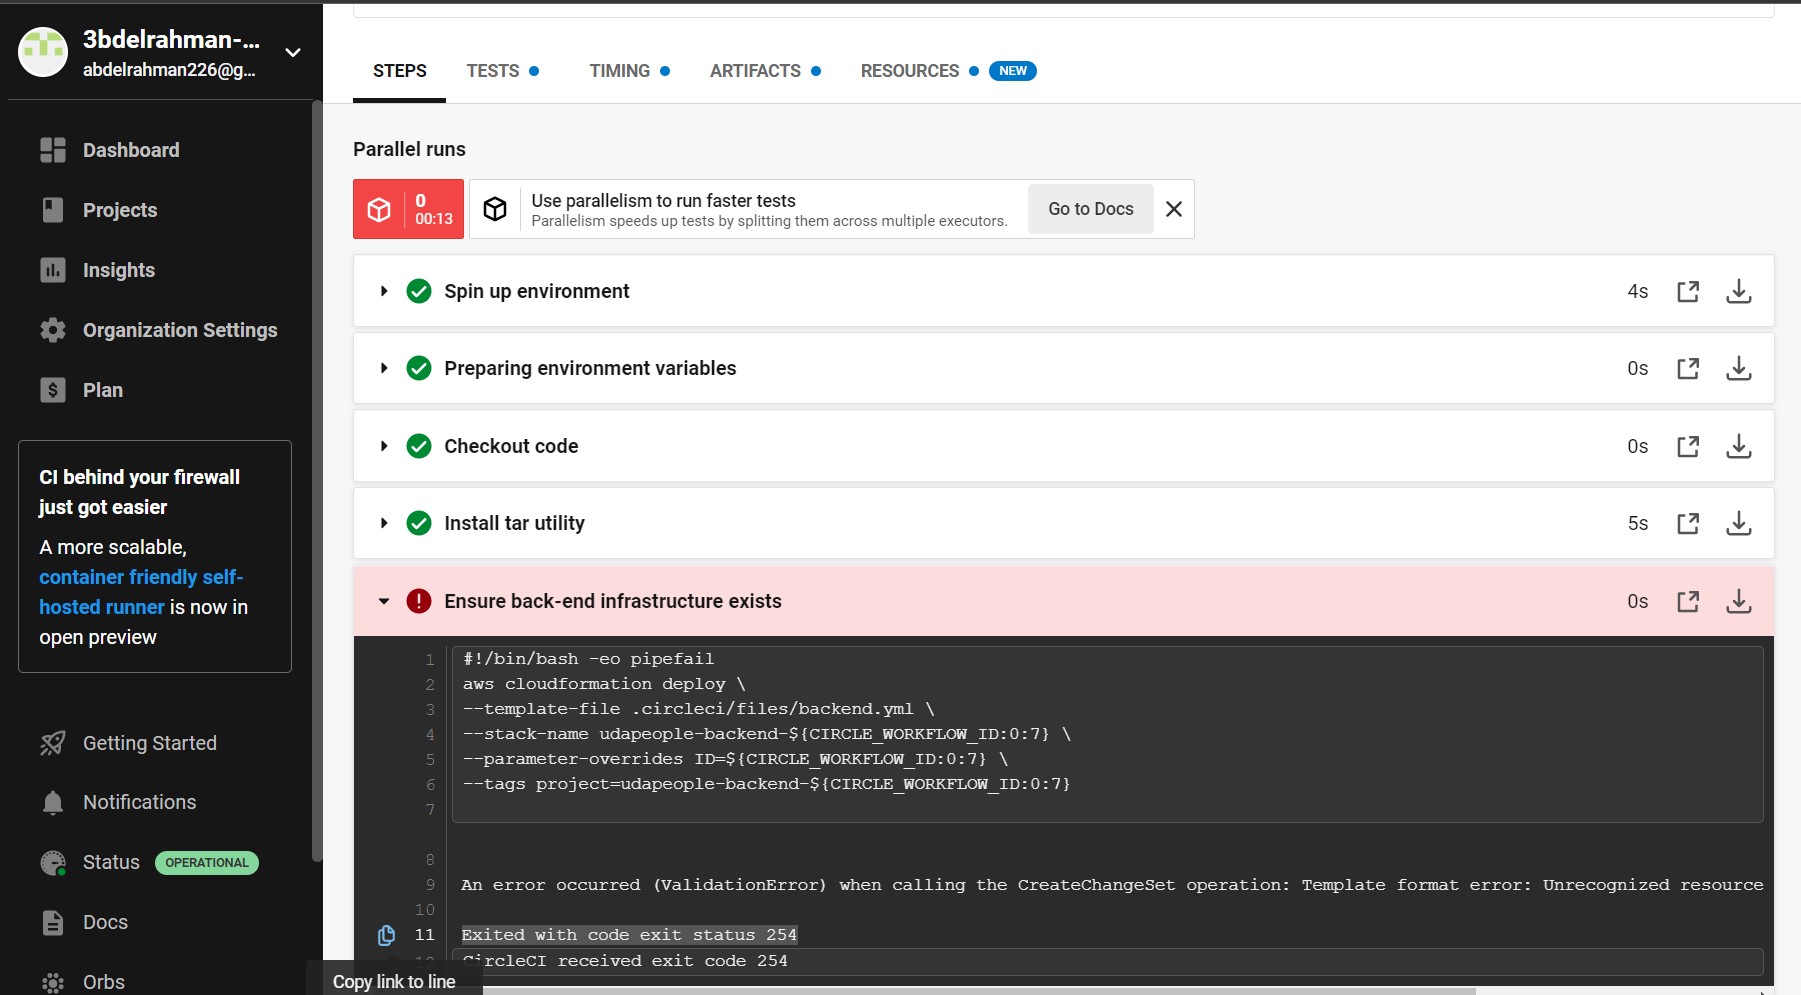 3bdelrahman-...
abdelrahman226@g...
Dashboard
Projects
Insights
Organization Settings
Plan
CI behind your firewall
just got easier
A more scalable,
container friendly self-
hosted runner is now in
open preview
Getting Started
Notifications
Status OPERATIONAL
Docs
Orbs
STEPS TESTS TIMING ARTIFACTS RESOURCES NEW
Parallel runs
0
00:13
Use parallelism to run faster tests
Parallelism speeds up tests by splitting them across multiple executors.
Go to Docs
Spin up environment 4s
Preparing environment variables 0s
Checkout code 0s
Install tar utility 5s
Ensure back-end infrastructure exists 0s
1 #!/bin/bash -eo pipefail
2 aws cloudformation deploy \
3 --template-file .circleci/files/backend.yml \
4 --stack-name udapeople-backend-${CIRCLE_WORKFLOW_ID:0:7} \
5 --parameter-overrides ID=${CIRCLE_WORKFLOW_ID:0:7} \
6 --tags project=udapeople-backend-${CIRCLE_WORKFLOW_ID:0:7}
7
8
9 An error occurred (ValidationError) when calling the CreateChangeSet operation: Template format error: Unrecognized resource
10
11 Exited with code exit status 254
12 CircleCI received exit code 254
Copy link to line